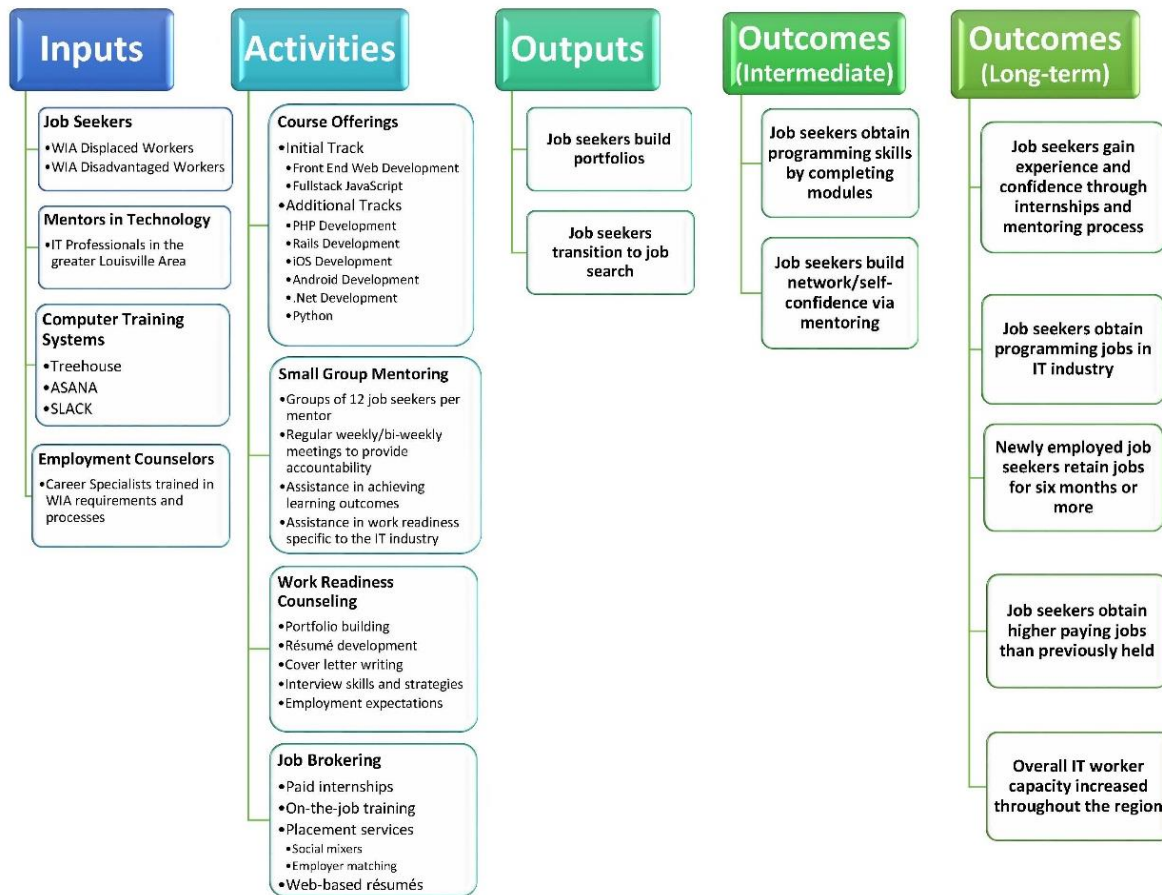 Inputs
Job Seekers
•WIA Displaced Workers
•WIA Disadvantaged Workers
Mentors in Technology
•IT Professionals in the
greater Louisville Area
Computer Training
Systems
•Treehouse
•ASANA
•SLACK
Employment Counselors
•Career Specialists trained in
WIA requirements and
processes
Activities
Course Offerings
•Initial Track
•Front End Web Development
•Fullstack JavaScript
•Additional Tracks
•PHP Development
•Rails Development
•iOS Development
•Android Development
•.Net Development
•Python
Small Group Mentoring
•Groups of 12 job seekers per
mentor
•Regular weekly/bi-weekly
meetings to provide
accountability
•Assistance in achieving
learning outcomes
•Assistance in work readiness
specific to the IT industry
Work Readiness
Counseling
•Portfolio building
•Résumé development
•Cover letter writing
•Interview skills and strategies
•Employment expectations
Job Brokering
•Paid internships
•On-the-job training
•Placement services
•Social mixers
•Employer matching
•Web-based résumés
Outputs
Job seekers build
portfolios
Job seekers
transition to job
search
Outcomes
(Intermediate)
Job seekers obtain
programming skills
by completing
modules
Job seekers build
network/self-
confidence via
mentoring
Outcomes
(Long-term)
Job seekers gain
experience and
confidence through
internships and
mentoring process
Job seekers obtain
programming jobs in
IT industry
Newly employed job
seekers retain jobs
for six months or
more
Job seekers obtain
higher paying jobs
than previously held
Overall IT worker
capacity increased
throughout the region